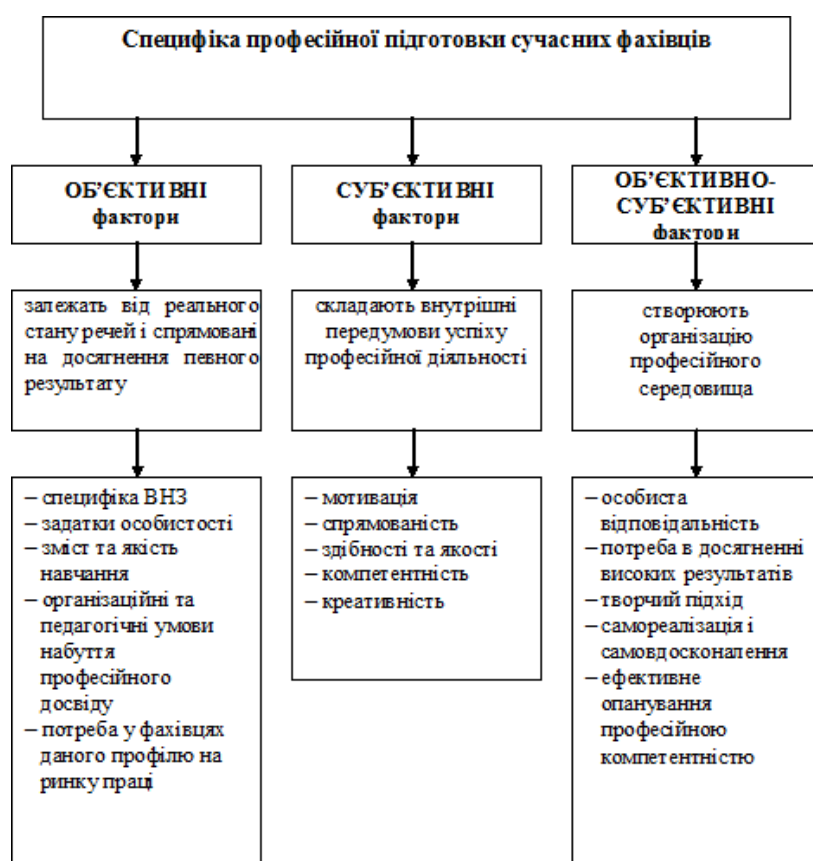 Специфіка професійної підготовки сучасних фахівців
ОБ’ЄКТИВНІ
фактори
СУБ’ЄКТИВНІ
фактори
ОБ’ЄКТИВНО-
СУБ’ЄКТИВНІ
фактори
залежать від реального
стану речей і спрямовані
на досягнення певного
результату
складають внутрішні
передумови успіху
професійної діяльності
створюють
організацію
професійного
середовища
– специфіка ВНЗ
– задатки особистості
– зміст та якість
навчання
– організаційні та
педагогічні умови
набуття
професійного
досвіду
– потреба у фахівцях
даного профілю на
ринку праці
– мотивація
– спрямованість
– здібності та якості
– компетентність
– креативність
– особиста
відповідальність
– потреба в досягненні
високих результатів
– творчий підхід
– самореалізація і
самовдосконалення
– ефективне
опанування
професійною
компетентністю